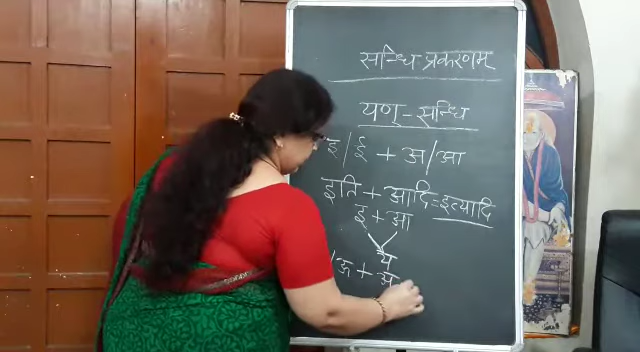 सन्धि प्रकरणम्
यण् - सन्धि
इ/ई + अ/आ
इति + आदि = इत्यादि
इ + आ
य
/ऊ + अ